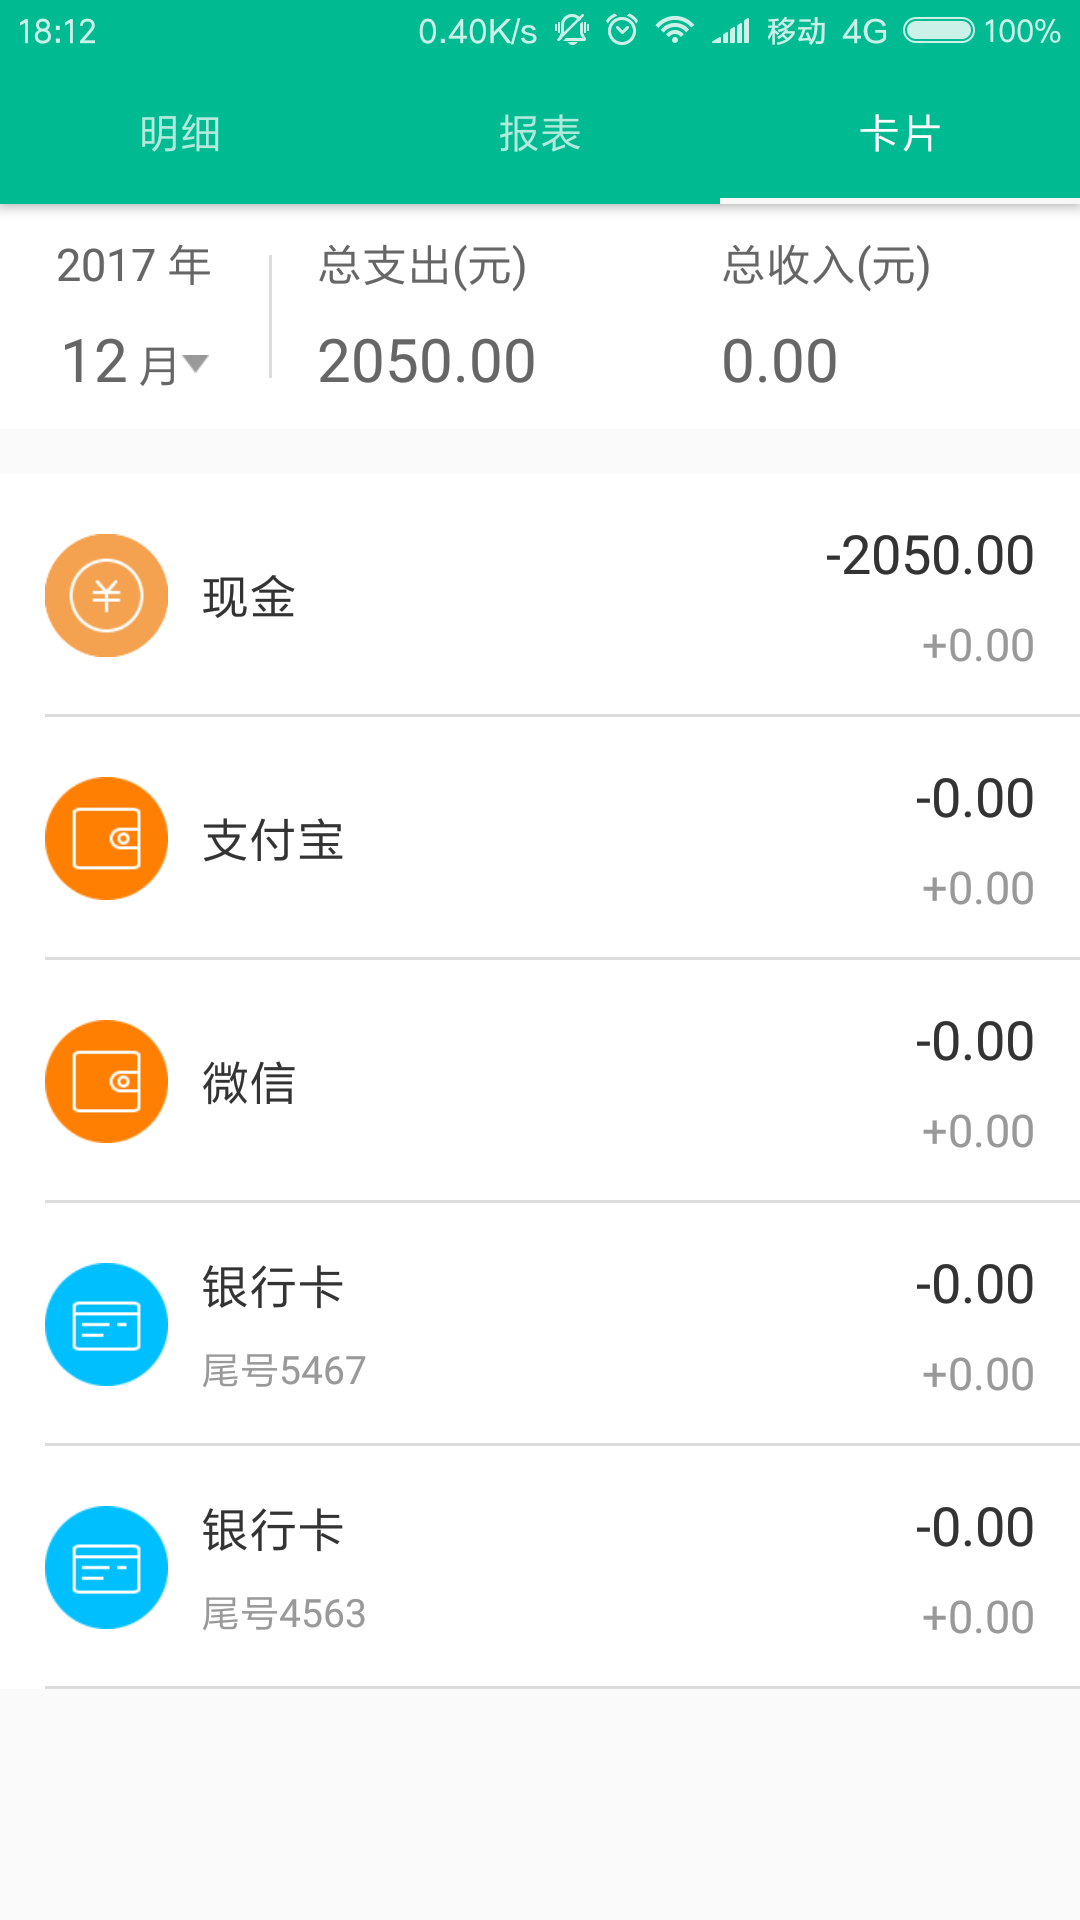 18:12 0.40K/s 移动 4G 100%
明细 报表 卡片
2017 年 总支出(元) 总收入(元)
12 月 2050.00 0.00
¥
现金 -2050.00
+0.00
支付宝 -0.00
+0.00
微信 -0.00
+0.00
银行卡 -0.00
尾号5467 +0.00
银行卡 -0.00
尾号4563 +0.00